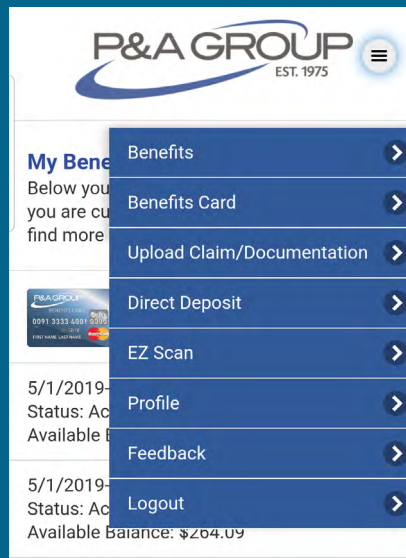 P&A GROUP
EST. 1975
My Bene
Below you
you are cu
find more
Benefits
Benefits Card
Upload Claim/Documentation
Direct Deposit
EZ Scan
Profile
Feedback
Logout
P&A GROUP
BENEFITS CARD
0091 3333 4001
FIRST NAME LAST NAME
5/1/2019-
Status: Ac
Available
5/1/2019-
Status: Ac
Available Balance: $264.09